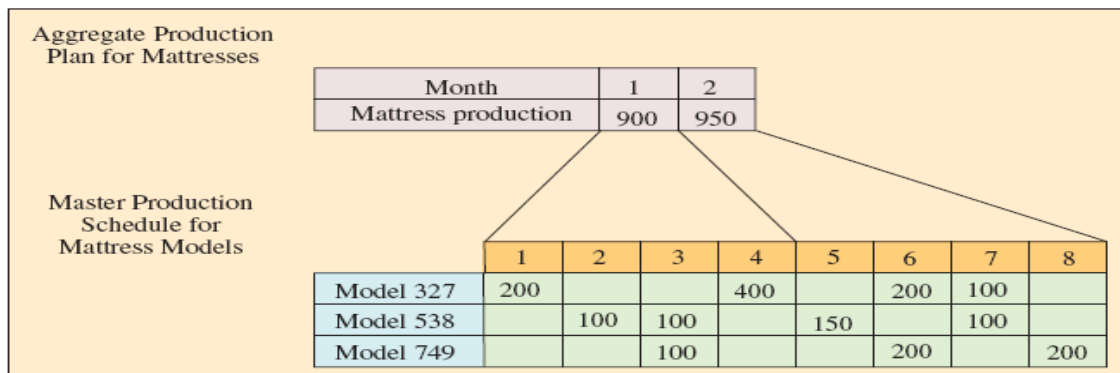 Aggregate Production
Plan for Mattresses
Month 1 2
Mattress production 900 950
Master Production
Schedule for
Mattress Models
1 2 3 4 5 6 7 8
Model 327 200 400 200 100
Model 538 100 100 150 100
Model 749 100 200 200